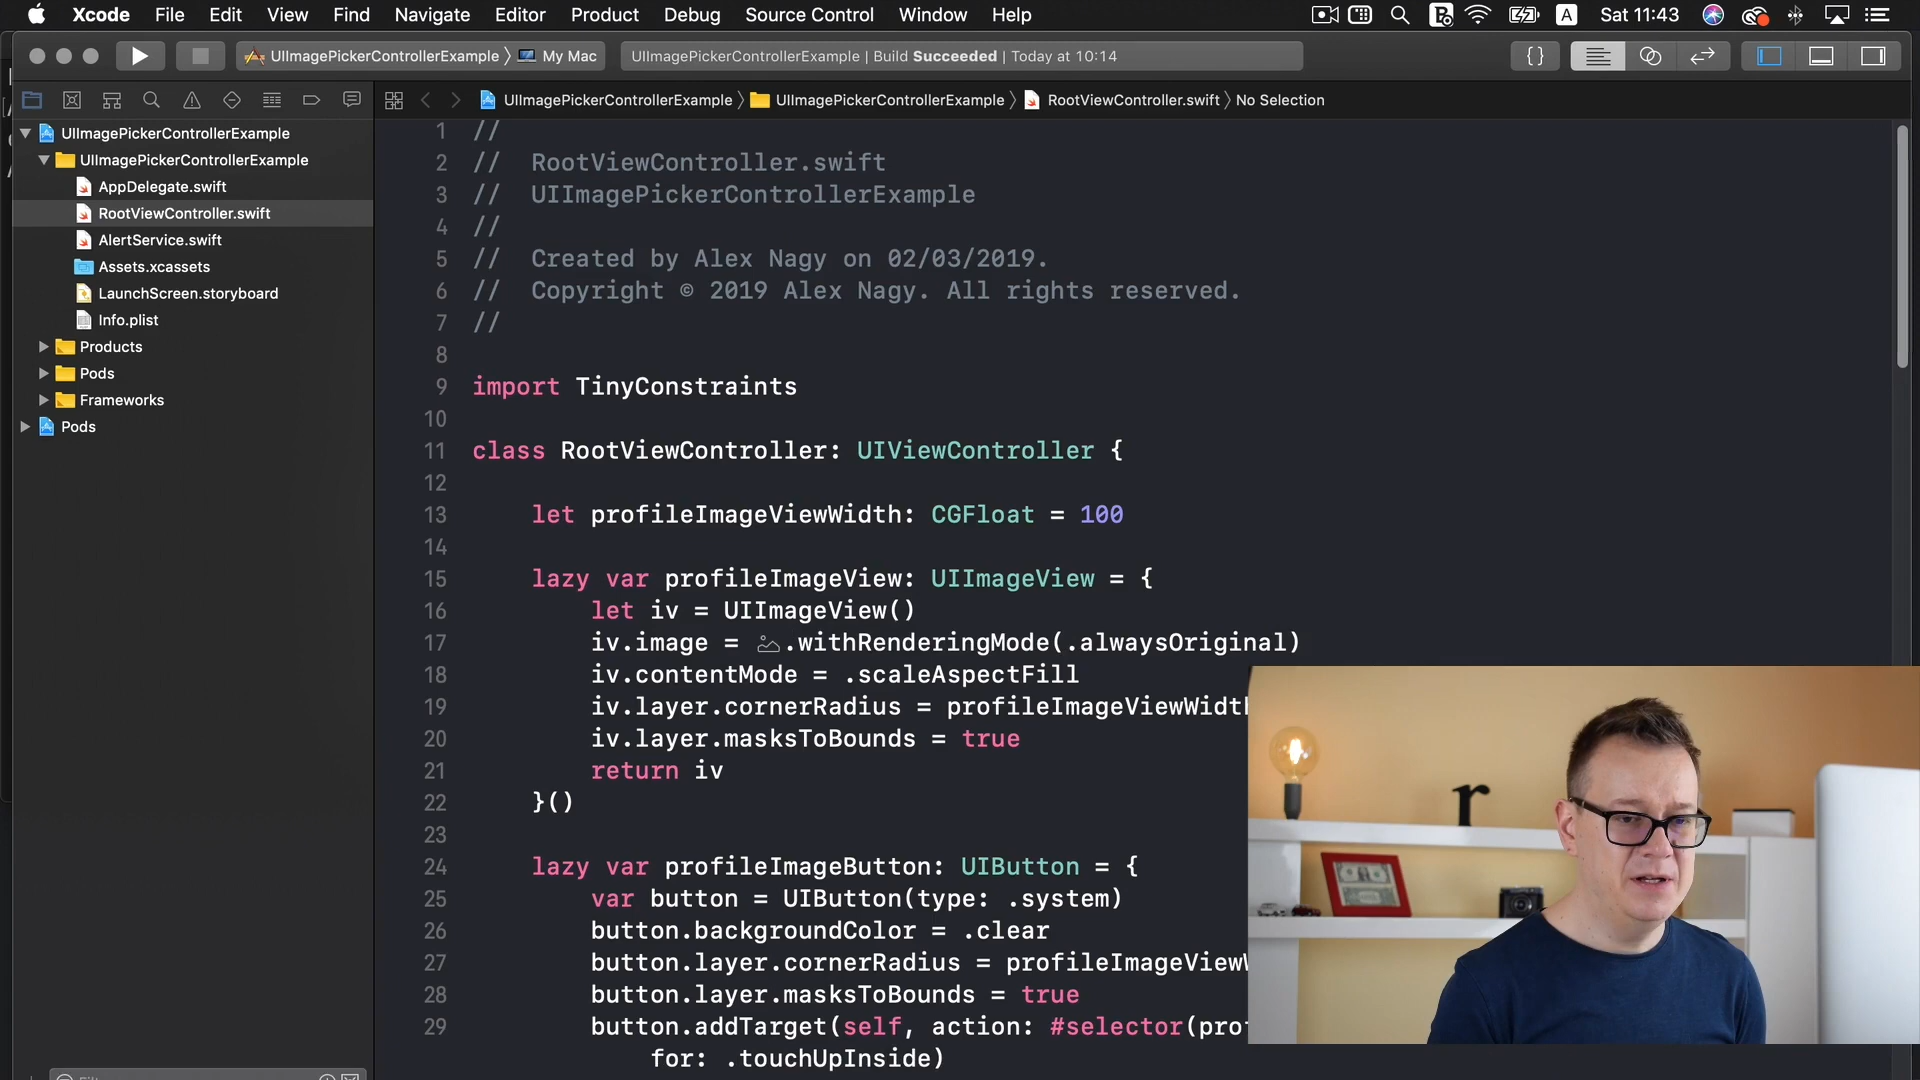 Xcode File Edit View Find Navigate Editor Product Debug Source Control Window Help A Sat 11:43
UIImagePickerControllerExample My Mac UIImagePickerControllerExample | Build Succeeded | Today at 10:14 {}
UIImagePickerControllerExample UIImagePickerControllerExample RootViewController.swift No Selection
UIImagePickerControllerExample
UIImagePickerControllerExample
AppDelegate.swift
RootViewController.swift
AlertService.swift
Assets.xcassets
LaunchScreen.storyboard
Info.plist
Products
Pods
Frameworks
Pods
1 //
2 // RootViewController.swift
3 // UIImagePickerControllerExample
4 //
5 // Created by Alex Nagy on 02/03/2019.
6 // Copyright © 2019 Alex Nagy. All rights reserved.
7 //
8
9 import TinyConstraints
10
11 class RootViewController: UIViewController {
12
13 let profileImageViewWidth: CGFloat = 100
14
15 lazy var profileImageView: UIImageView = {
16 let iv = UIImageView()
17 iv.image = .withRenderingMode(.alwaysOriginal)
18 iv.contentMode = .scaleAspectFill
19 iv.layer.cornerRadius = profileImageViewWidth
20 iv.layer.masksToBounds = true
21 return iv
22 }()
23
24 lazy var profileImageButton: UIButton = {
25 var button = UIButton(type: .system)
26 button.backgroundColor = .clear
27 button.layer.cornerRadius = profileImageViewW
28 button.layer.masksToBounds = true
29 button.addTarget(self, action: #selector(pro
for: .touchUpInside)
r